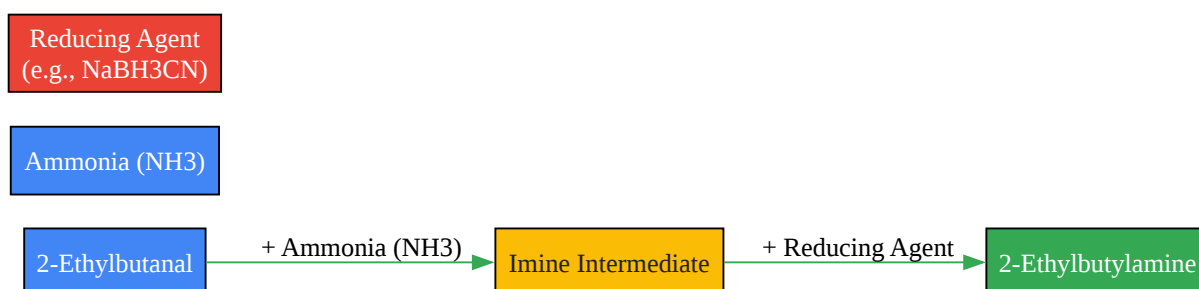 Reducing Agent
(e.g., NaBH3CN)
Ammonia (NH3)
2-Ethylbutanal
+ Ammonia (NH3)
Imine Intermediate
+ Reducing Agent
2-Ethylbutylamine